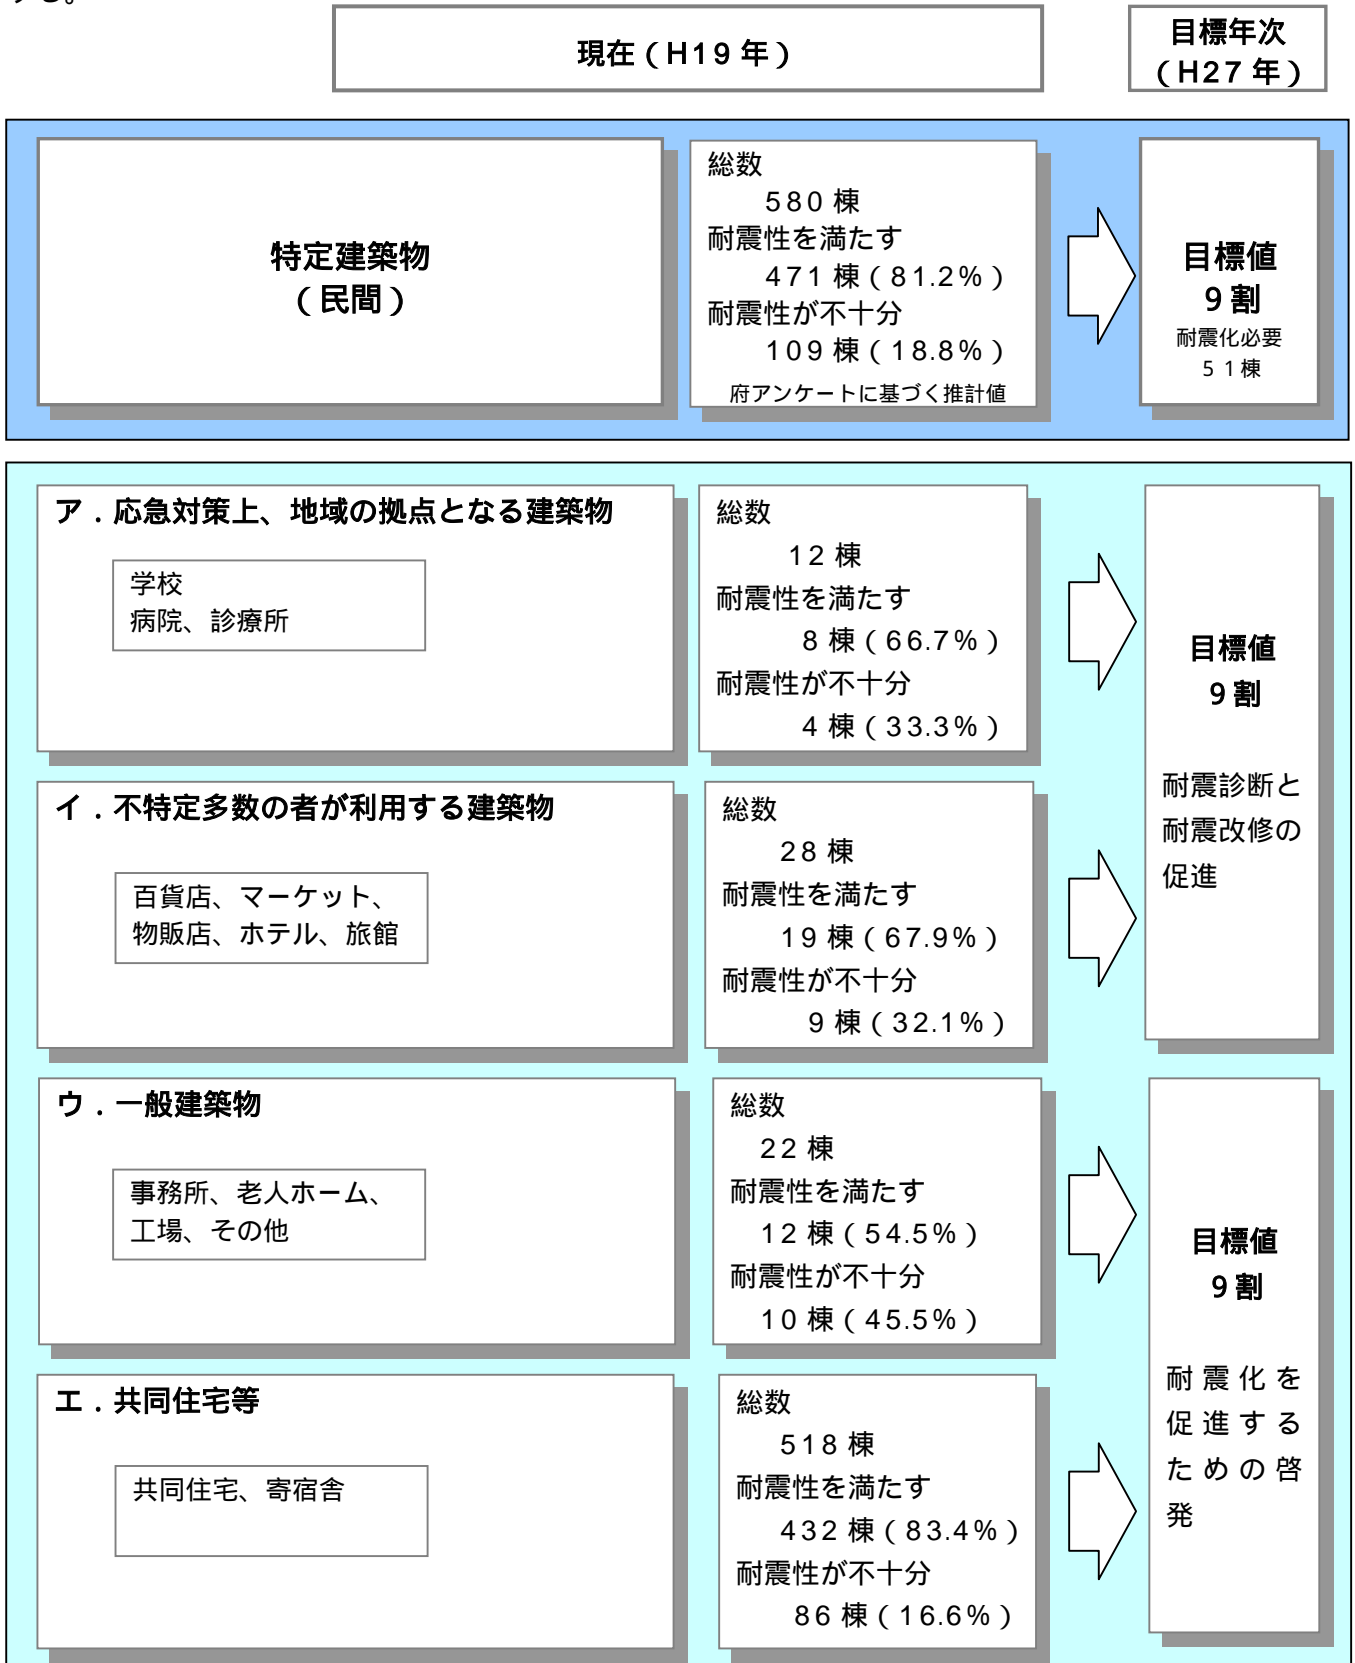 する。
現在（H19年）
目標年次
（H27年）
特定建築物
（民間）
総数
580棟
耐震性を満たす
471棟（81.2％）
耐震性が不十分
109棟（18.8％）
府アンケートに基づく推計値
目標値
９割
耐震化必要
５１棟
ア．応急対策上、地域の拠点となる建築物
学校
病院、診療所
総数
12棟
耐震性を満たす
8棟（66.7％）
耐震性が不十分
4棟（33.3％）
イ．不特定多数の者が利用する建築物
百貨店、マーケット、
物販店、ホテル、旅館
総数
28棟
耐震性を満たす
19棟（67.9％）
耐震性が不十分
9棟（32.1％）
目標値
９割
耐震診断と
耐震改修の
促進
ウ．一般建築物
事務所、老人ホーム、
工場、その他
総数
22棟
耐震性を満たす
12棟（54.5％）
耐震性が不十分
10棟（45.5％）
エ．共同住宅等
共同住宅、寄宿舎
総数
518棟
耐震性を満たす
432棟（83.4％）
耐震性が不十分
86棟（16.6％）
目標値
９割
耐震化を
促進する
ための啓
発